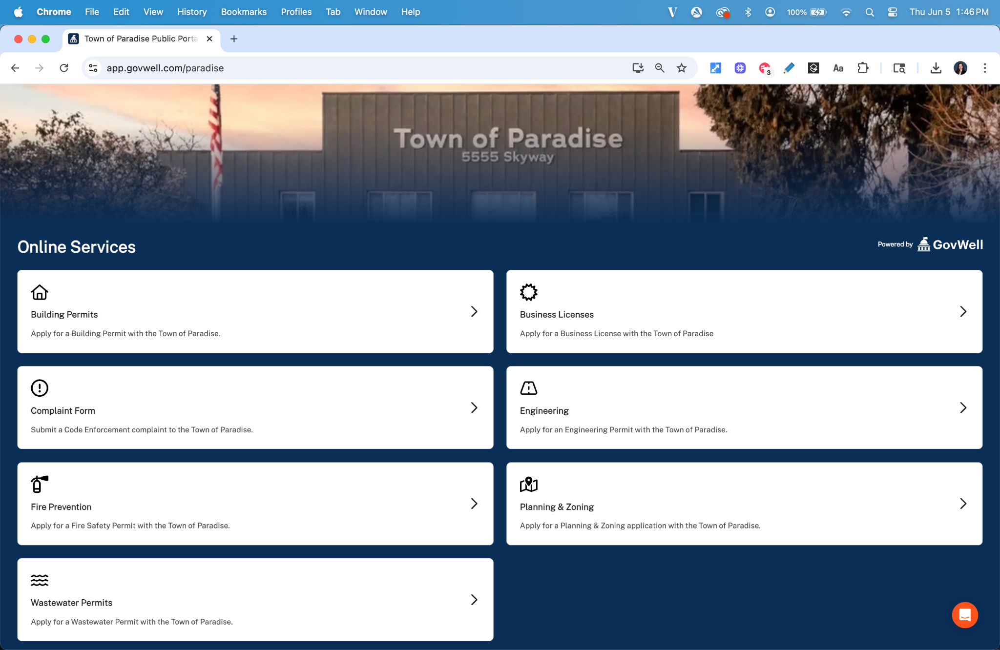 Chrome File Edit View History Bookmarks Profiles Tab Window Help 100% Thu Jun 5 1:46 PM
Town of Paradise Public Porta
app.govwell.com/paradise
3
Aa
Town of Paradise
5555 Skyway
Online Services
Powered by GovWell
Building Permits
Apply for a Building Permit with the Town of Paradise.
Business Licenses
Apply for a Business License with the Town of Paradise
Complaint Form
Submit a Code Enforcement complaint to the Town of Paradise.
Engineering
Apply for an Engineering Permit with the Town of Paradise.
Fire Prevention
Apply for a Fire Safety Permit with the Town of Paradise.
Planning & Zoning
Apply for a Planning & Zoning application with the Town of Paradise.
Wastewater Permits
Apply for a Wastewater Permit with the Town of Paradise.